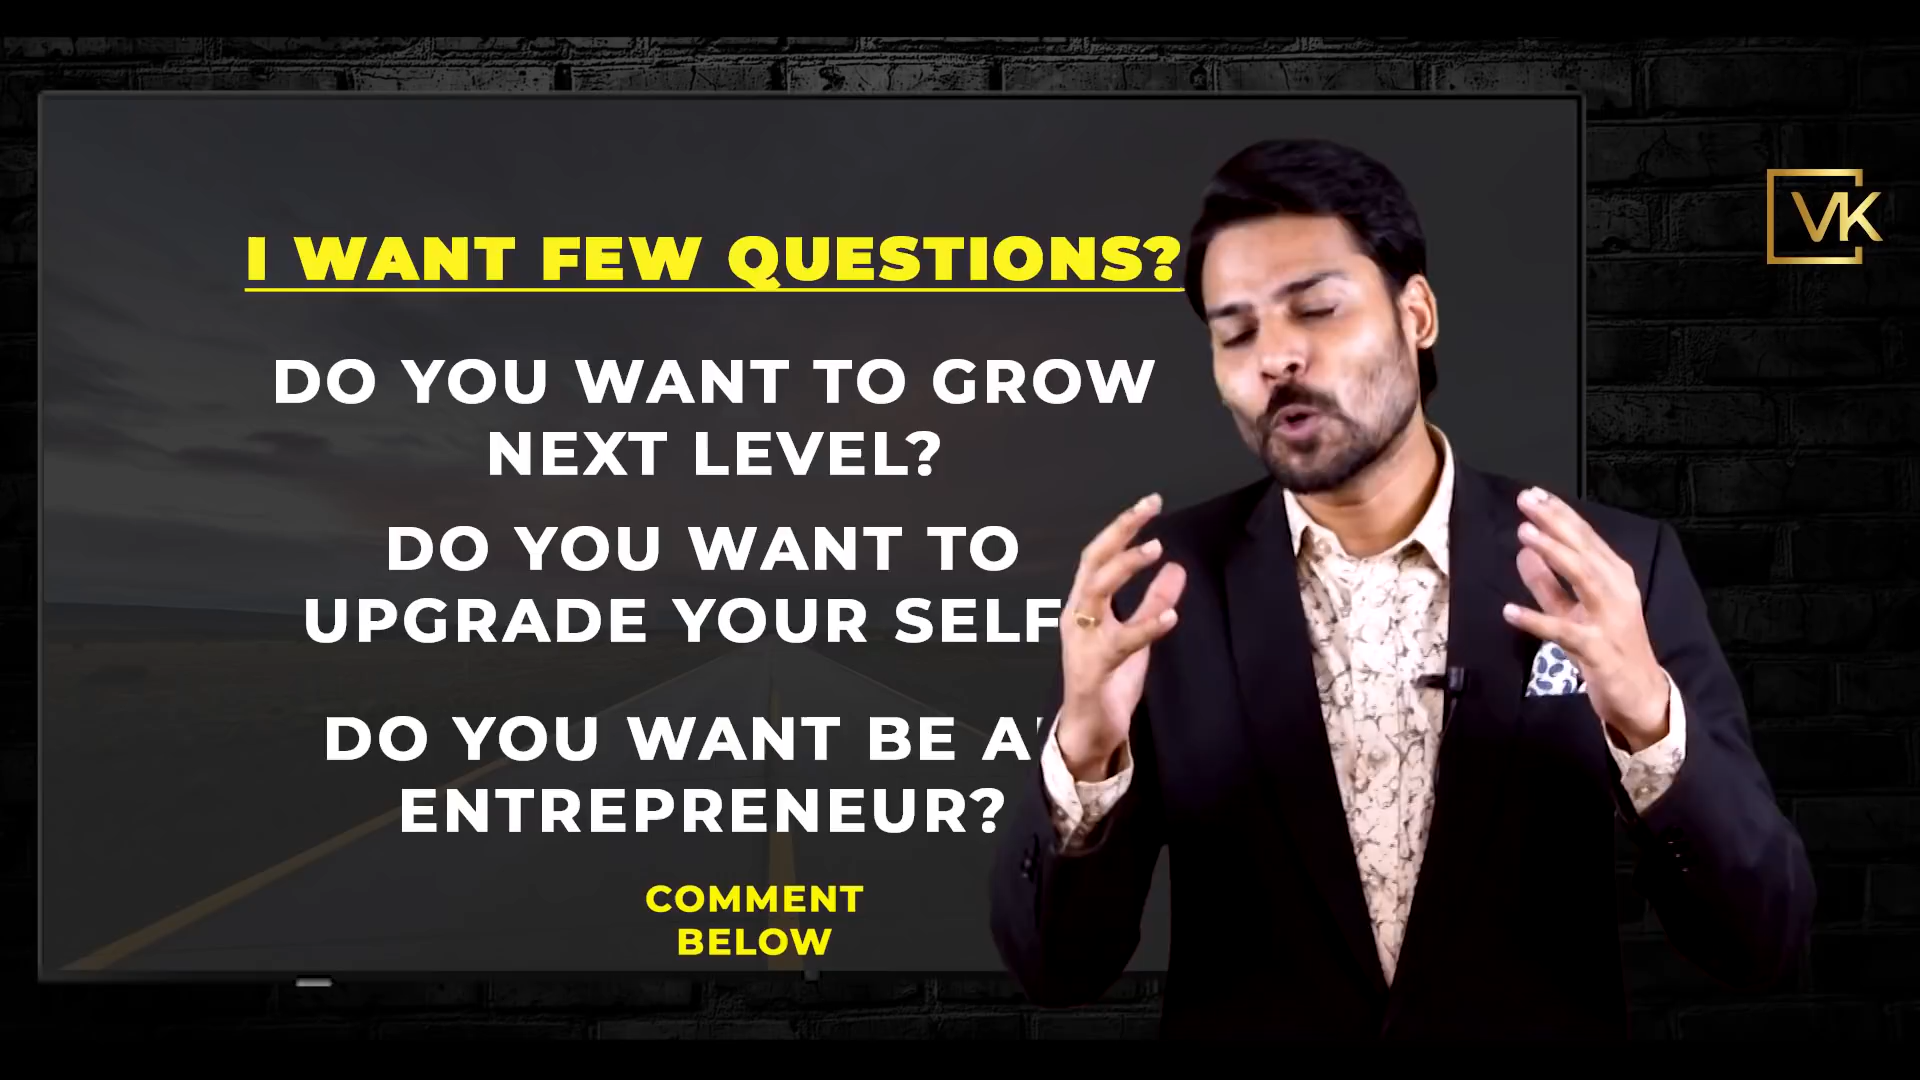 I WANT FEW QUESTIONS?
DO YOU WANT TO GROW
NEXT LEVEL?
DO YOU WANT TO
UPGRADE YOUR SELF
DO YOU WANT BE
ENTREPRENEUR?
COMMENT
BELOW
VK